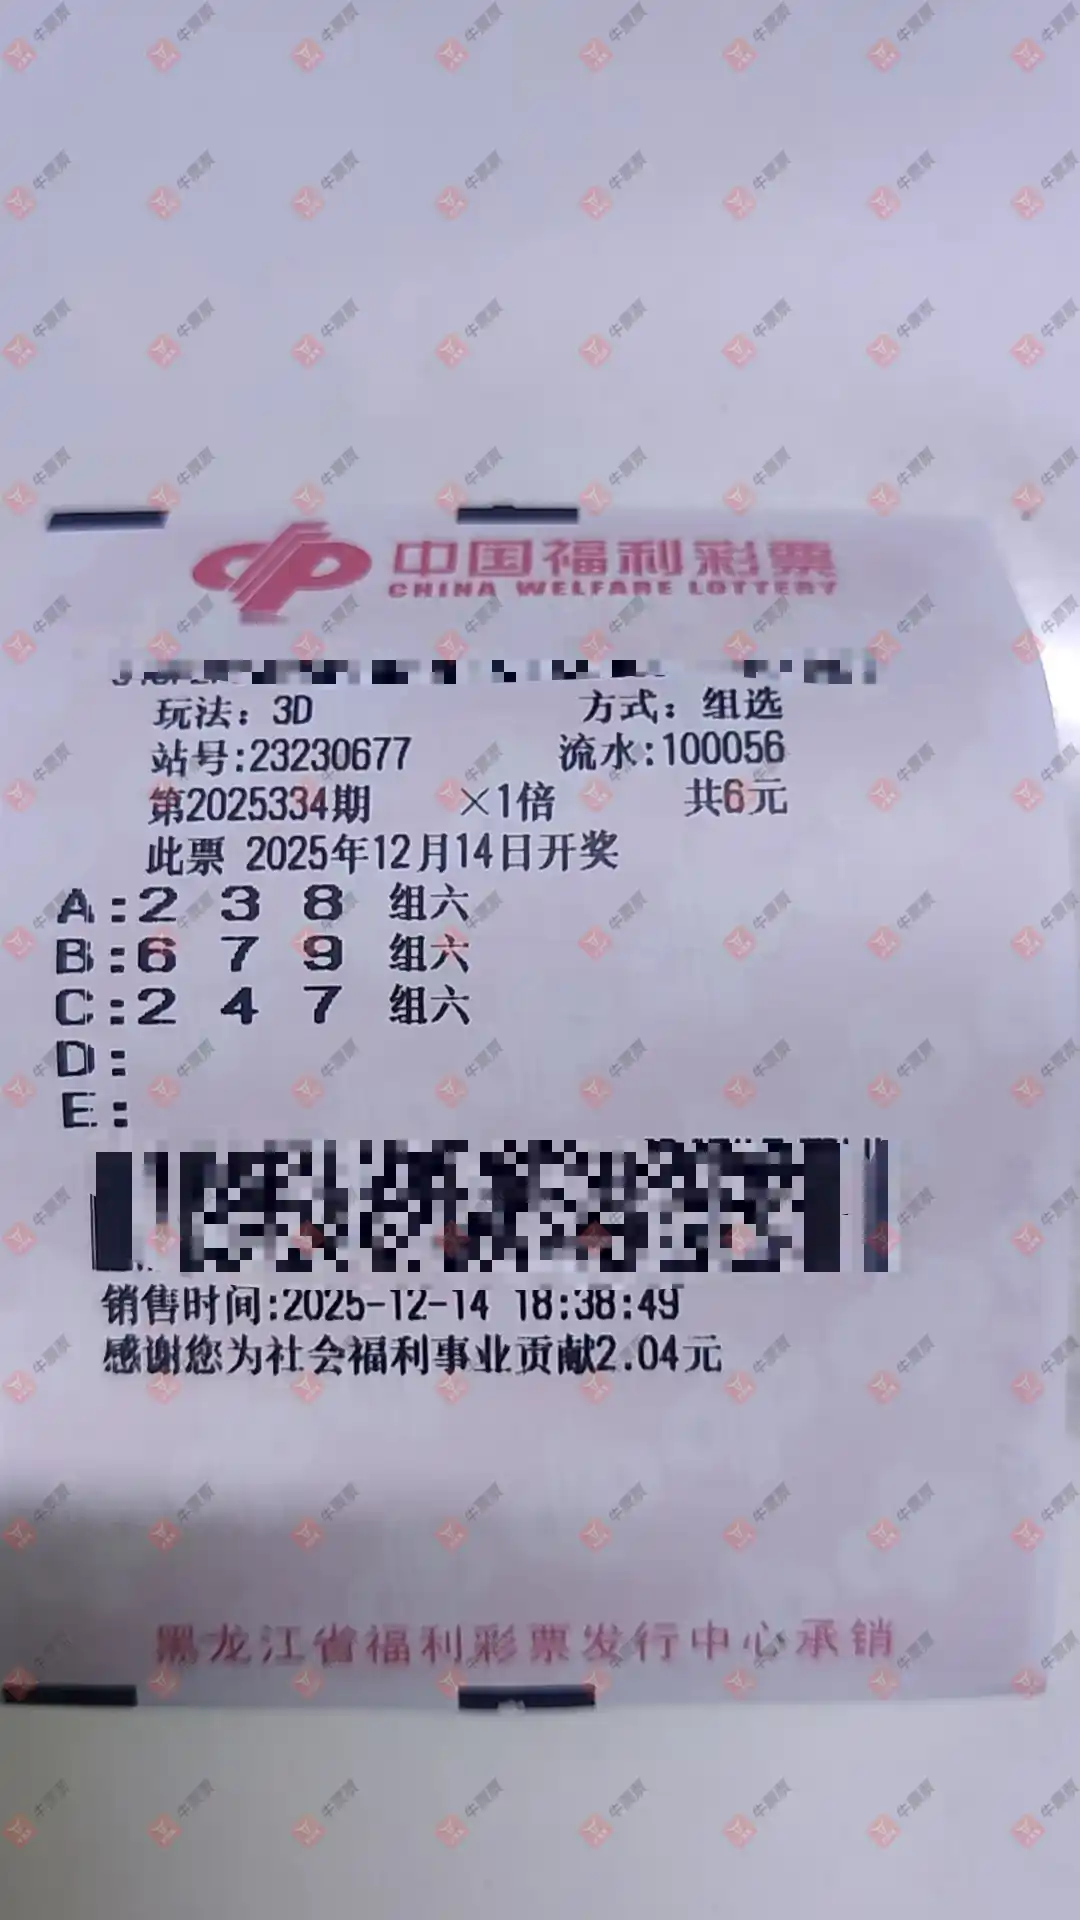 中国福利彩票
CHINA WELFARE LOTTERY
玩法：3D 方式：组选
站号:23230677 流水:100056
第2025334期 ×1倍 共6元
此票 2025年12月14日开奖
A:2 3 8 组六
B:6 7 9 组六
C:2 4 7 组六
D:
E:
销售时间:2025-12-14 18:38:49
感谢您为社会福利事业贡献2.04元
黑龙江省福利彩票发行中心承销
牛票票